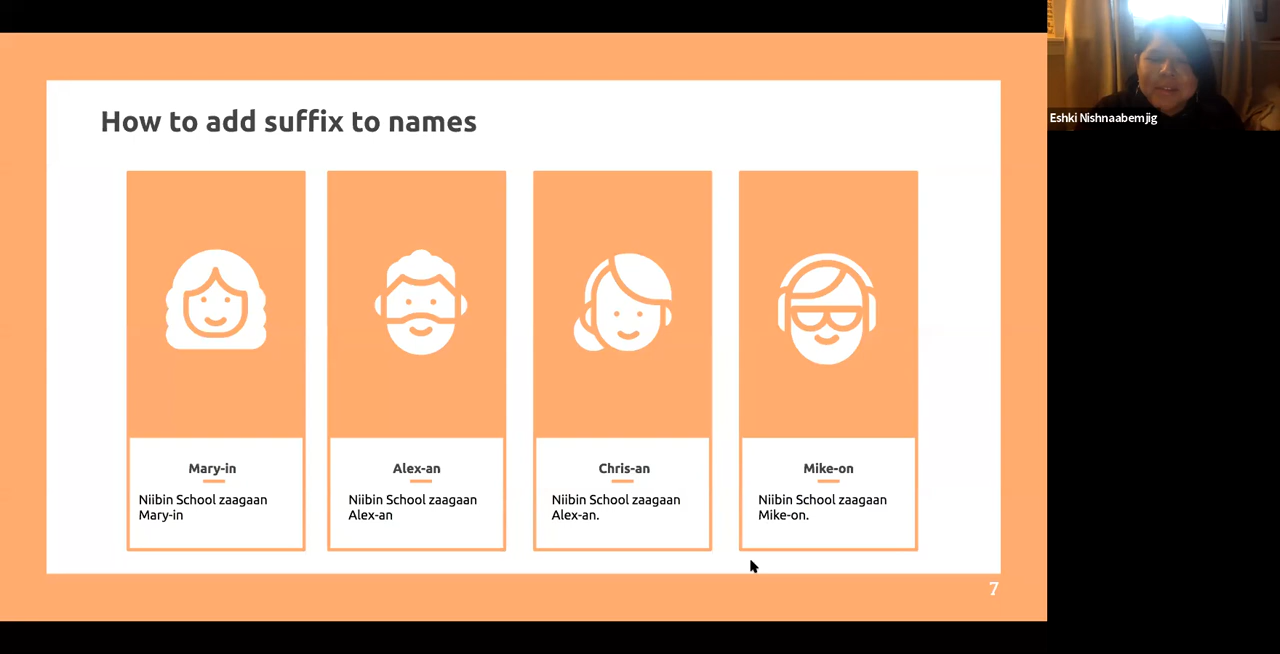 How to add suffix to names
Eshki Nishnaabemjig
Mary-in
Niibin School zaagaan
Mary-in
Alex-an
Niibin School zaagaan
Alex-an
Chris-an
Niibin School zaagaan
Alex-an.
Mike-on
Niibin School zaagaan
Mike-on.
7